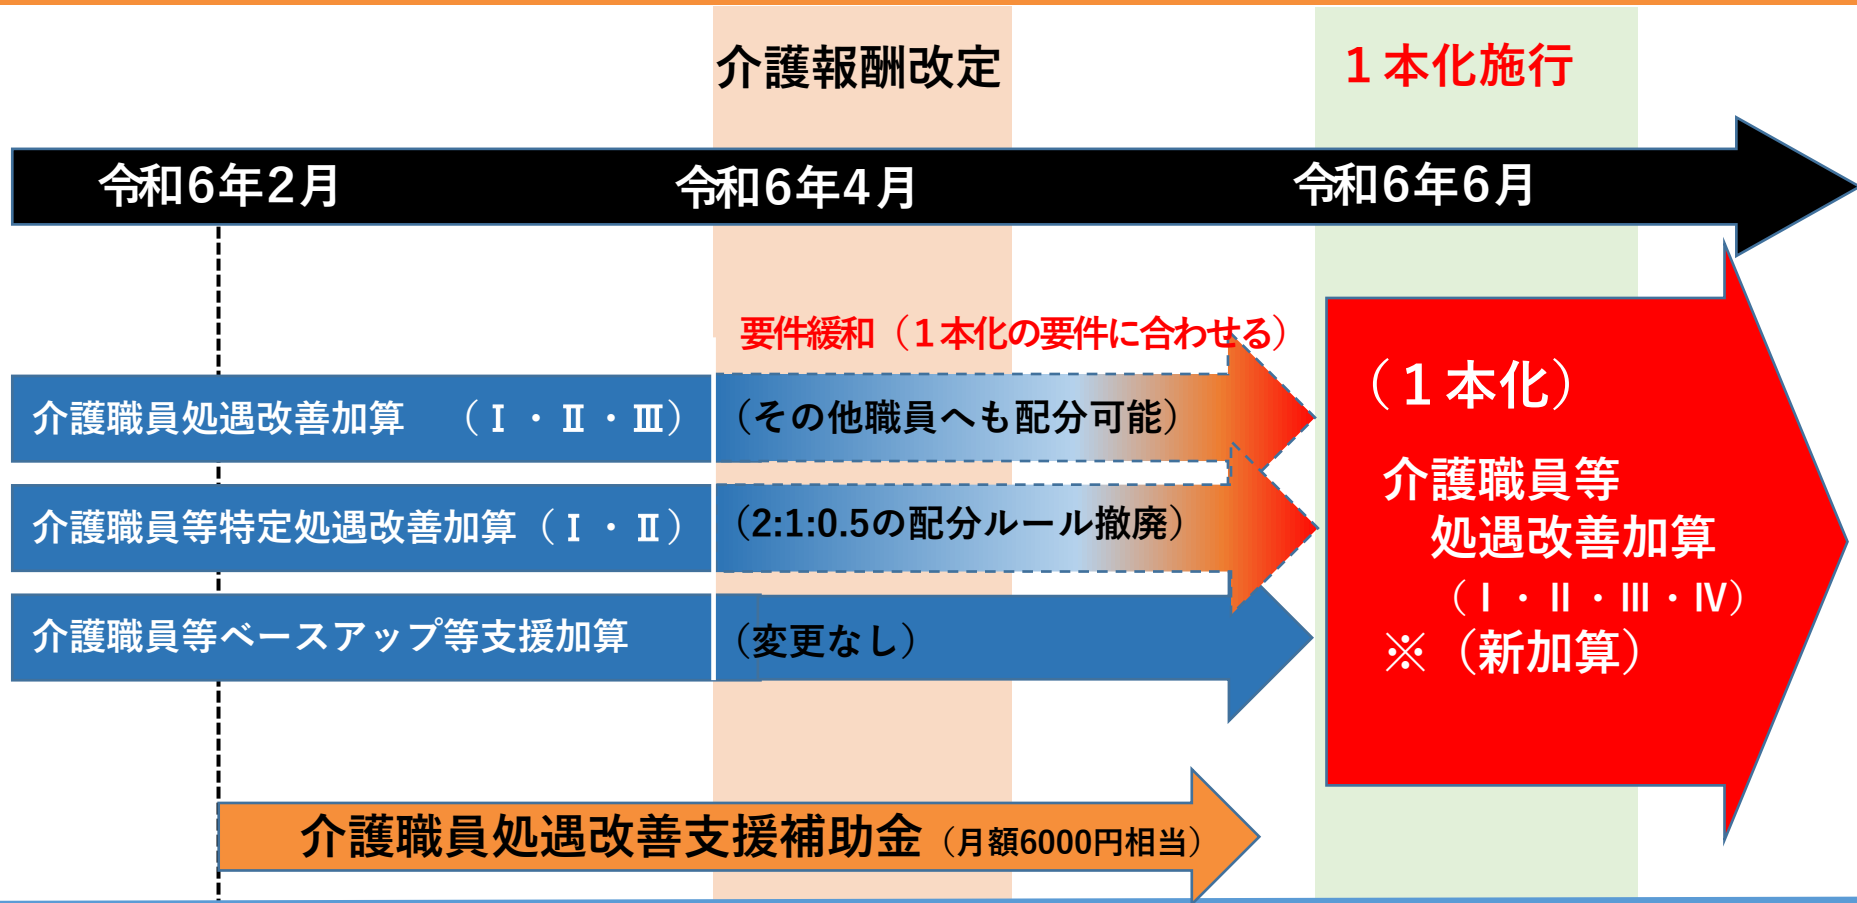 介護報酬改定
１本化施行
令和6年2月
令和6年4月
令和6年6月
要件緩和（１本化の要件に合わせる）
介護職員処遇改善加算　（Ⅰ・Ⅱ・Ⅲ）
（その他職員へも配分可能）
介護職員等特定処遇改善加算（Ⅰ・Ⅱ）
（2:1:0.5の配分ルール撤廃）
介護職員等ベースアップ等支援加算
（変更なし）
（１本化）
介護職員等
処遇改善加算
（Ⅰ・Ⅱ・Ⅲ・Ⅳ）
※（新加算）
介護職員処遇改善支援補助金（月額6000円相当）